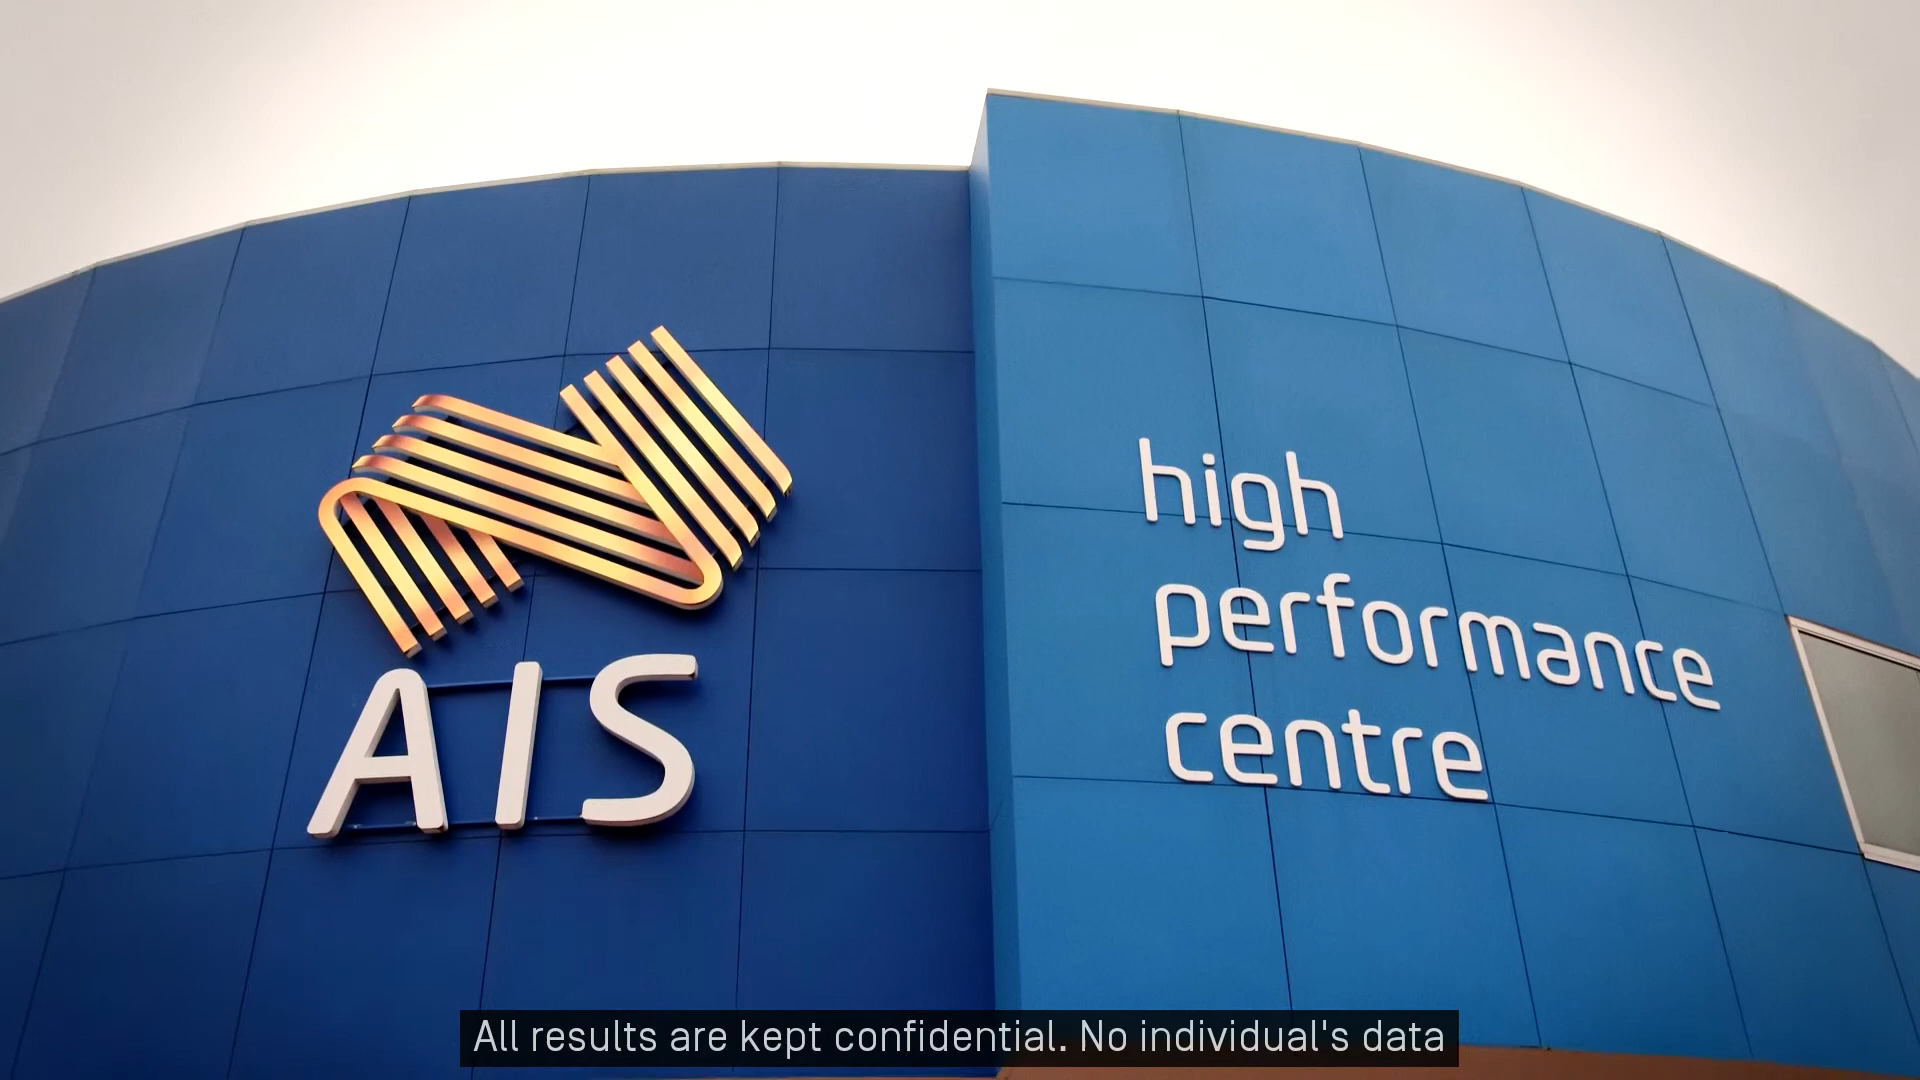 AIS
high
performance
centre
All results are kept confidential. No individual's data